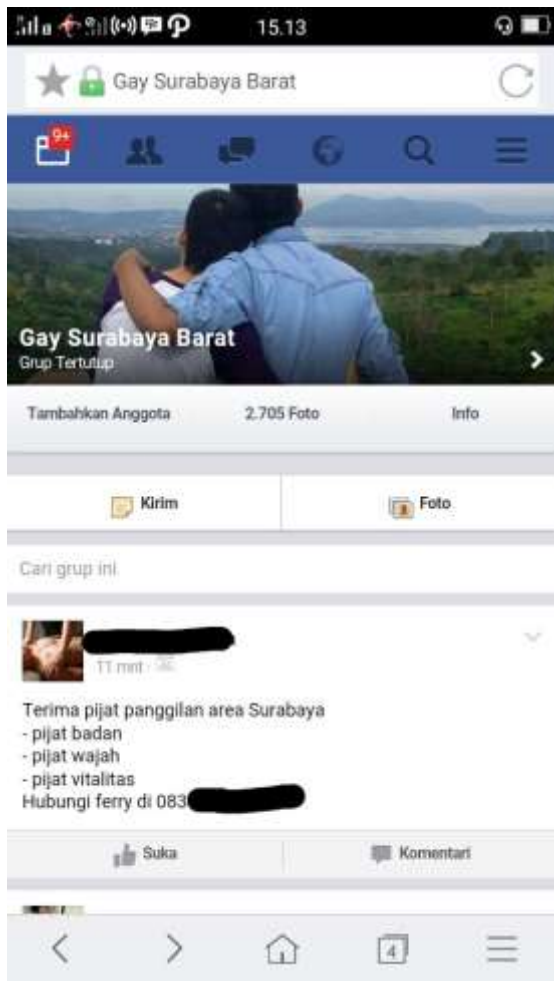 15.13
Gay Surabaya Barat
9+
Gay Surabaya Barat
Grup Tertutup
Tambahkan Anggota 2.705 Foto Info
Kirim Foto
Cari grup ini
11 mnt
Terima pijat panggilan area Surabaya
- pijat badan
- pijat wajah
- pijat vitalitas
Hubungi ferry di 083
Suka Komentari
4